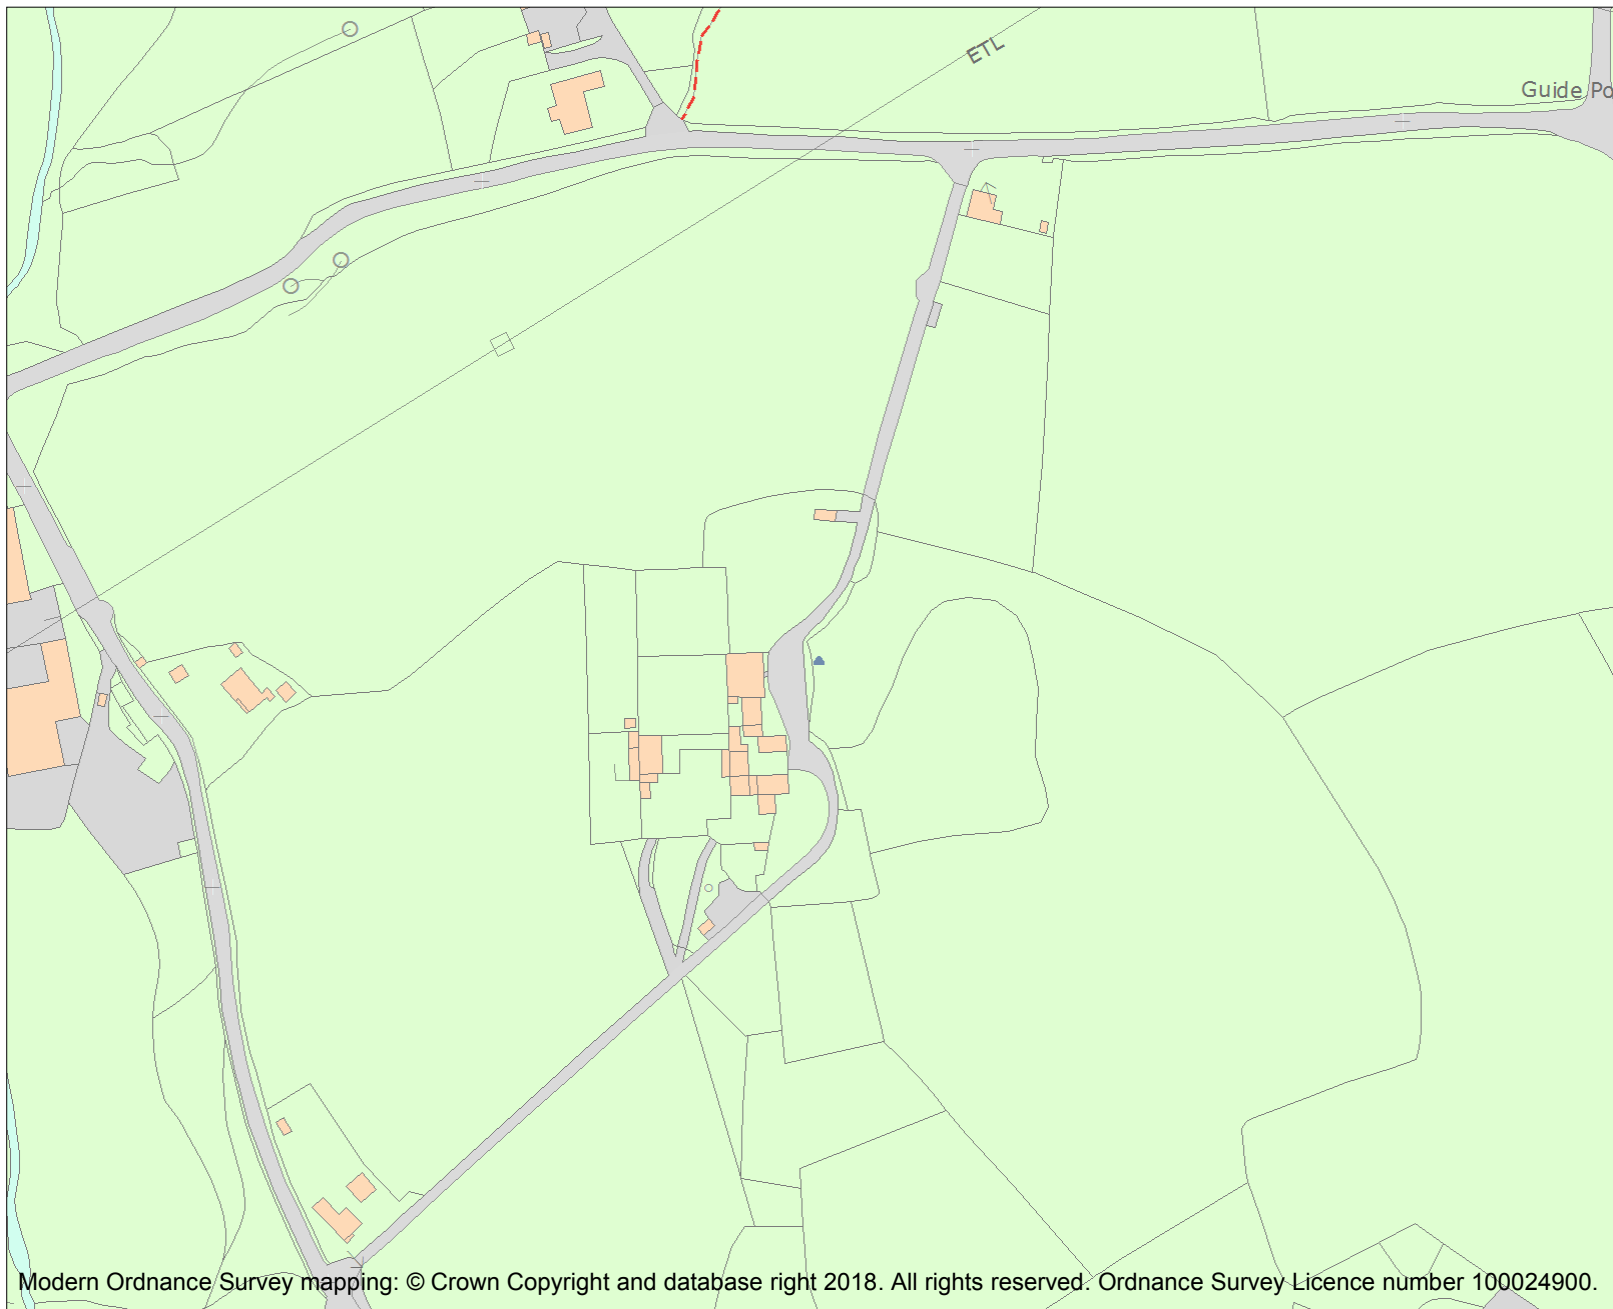 ETL
Guide Po
Modern Ordnance Survey mapping: © Crown Copyright and database right 2018. All rights reserved. Ordnance Survey Licence number 100024900.